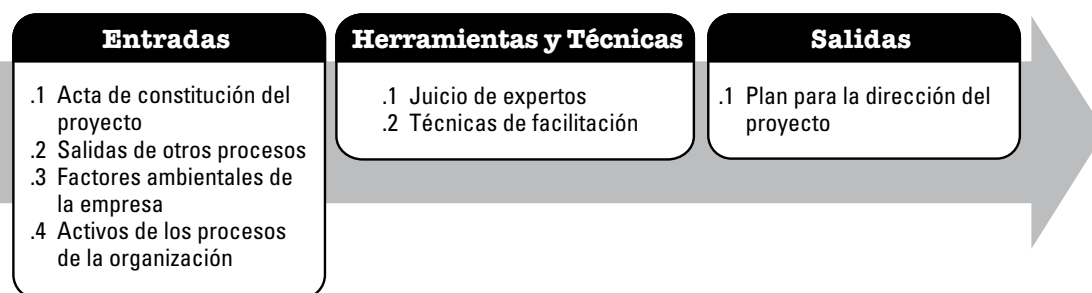 Entradas
.1 Acta de constitución del
proyecto
.2 Salidas de otros procesos
.3 Factores ambientales de
la empresa
.4 Activos de los procesos
de la organización
Herramientas y Técnicas
.1 Juicio de expertos
.2 Técnicas de facilitación
Salidas
.1 Plan para la dirección del
proyecto